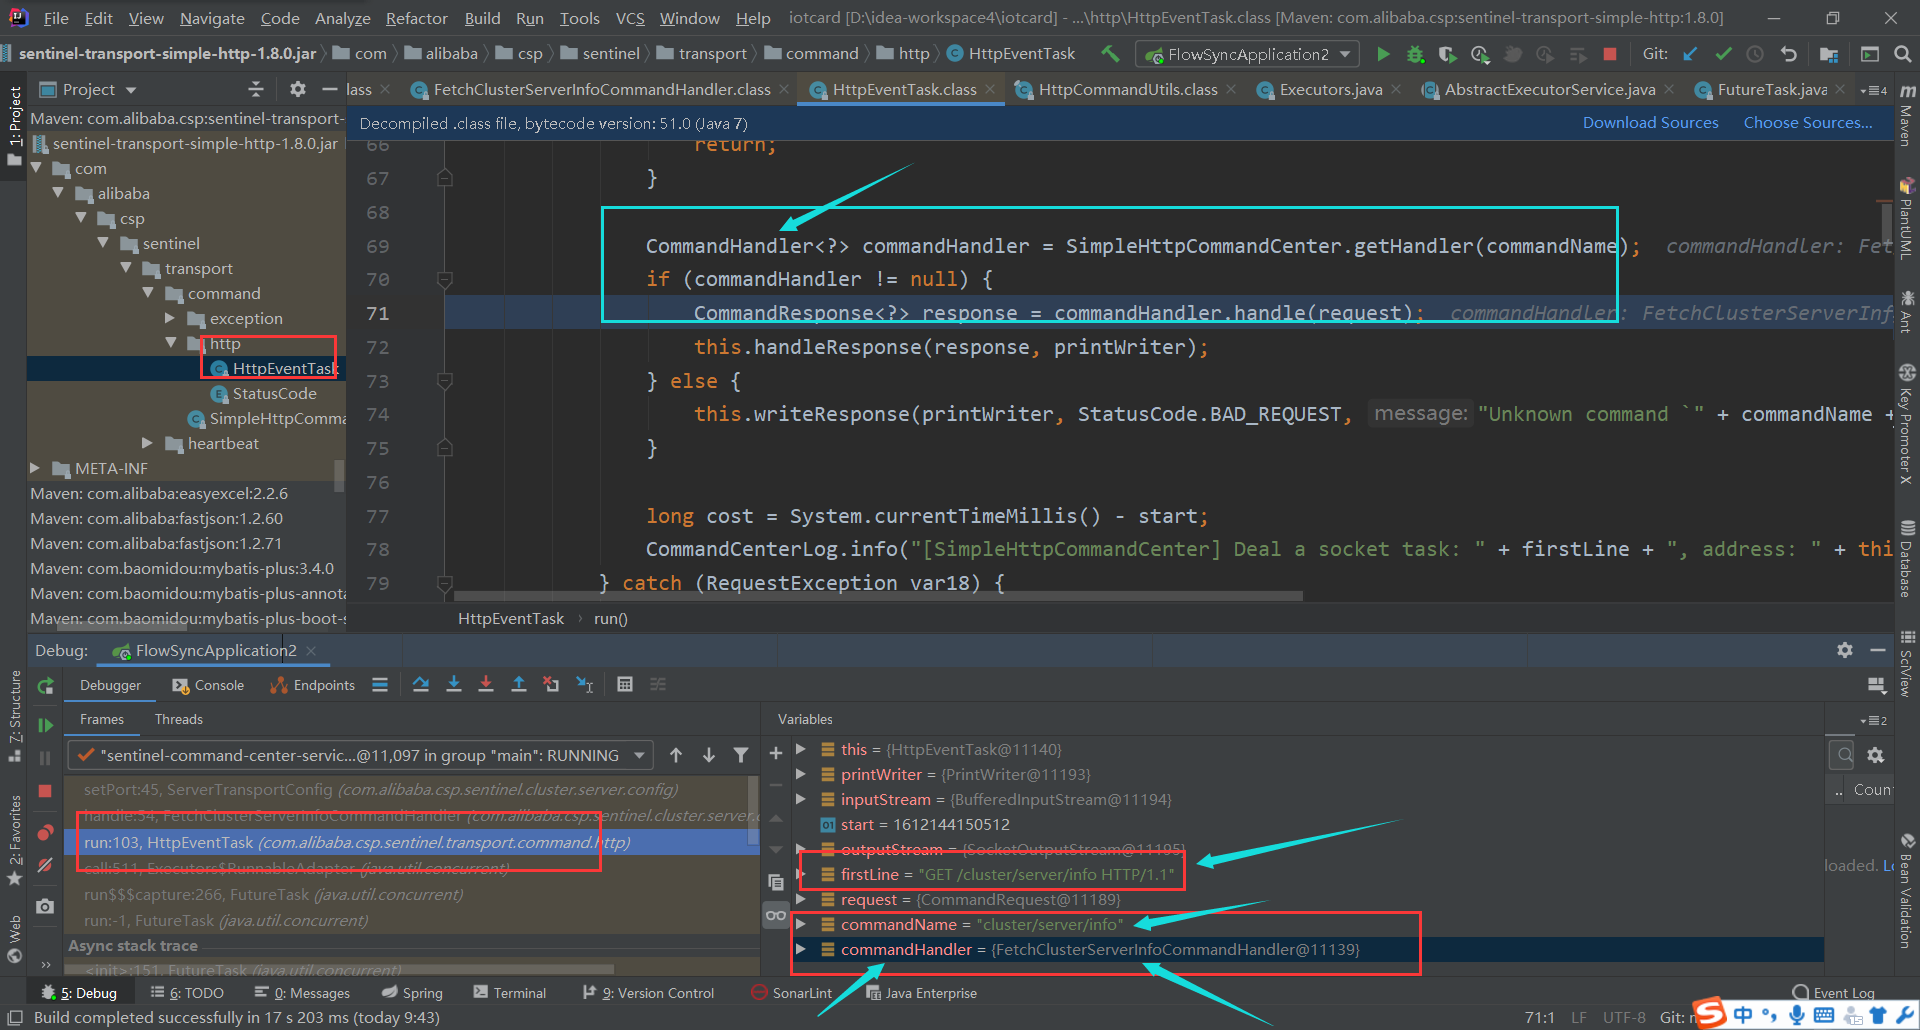 File Edit View Navigate Code Analyze Refactor Build Run Tools VCS Window Help iotcard [D:\idea-workspace4\iotcard] - ...\http\HttpEventTask.class [Maven: com.alibaba.csp:sentinel-transport-simple-http:1.8.0]
sentinel-transport-simple-http-1.8.0.jar com alibaba csp sentinel transport command http HttpEventTask FlowSyncApplication2 Git:
Project
lass FetchClusterServerInfoCommandHandler.class HttpEventTask.class HttpCommandUtils.class Executors.java AbstractExecutorService.java FutureTask.java 4
Maven: com.alibaba.csp:sentinel-transport-
sentinel-transport-simple-http-1.8.0.jar
com
alibaba
csp
sentinel
transport
command
exception
http
HttpEventTask
StatusCode
SimpleHttpComma
heartbeat
META-INF
Maven: com.alibaba:easyexcel:2.2.6
Maven: com.alibaba:fastjson:1.2.60
Maven: com.alibaba:fastjson:1.2.71
Maven: com.baomidou:mybatis-plus:3.4.0
Maven: com.baomidou:mybatis-plus-annota
Maven: com.baomidou:mybatis-plus-boot-s
Decompiled .class file, bytecode version: 51.0 (Java 7) Download Sources Choose Sources...
66 return;
67 }
68
69 CommandHandler<?> commandHandler = SimpleHttpCommandCenter.getHandler(commandName); commandHandler: Fet
70 if (commandHandler != null) {
71 CommandResponse<?> response = commandHandler.handle(request); commandHandler: FetchClusterServerInf
72 this.handleResponse(response, printWriter);
73 } else {
74 this.writeResponse(printWriter, StatusCode.BAD_REQUEST, message: "Unknown command `" + commandName +
75 }
76
77 long cost = System.currentTimeMillis() - start;
78 CommandCenterLog.info("[SimpleHttpCommandCenter] Deal a socket task: " + firstLine + ", address: " + thi
79 } catch (RequestException var18) {
HttpEventTask run()
1: Project
7: Structure
2: Favorites
Web
Maven
PlantUML
Ant
Key Promoter X
Database
SciView
Ban Validation
Debug: FlowSyncApplication2
Debugger Console Endpoints
Frames Threads
"sentinel-command-center-servic...@11,097 in group "main": RUNNING
setPort:45, ServerTransportConfig (com.alibaba.csp.sentinel.cluster.server.config)
handle:54, FetchClusterServerInfoCommandHandler (com.alibaba.csp.sentinel.cluster.server.c
run:103, HttpEventTask (com.alibaba.csp.sentinel.transport.command.http)
call:511, Executors$RunnableAdapter (java.util.concurrent)
run$$$capture:266, FutureTask (java.util.concurrent)
run:-1, FutureTask (java.util.concurrent)
Async stack trace
<init>:151, FutureTask (java.util.concurrent)
Variables
this = {HttpEventTask@11140}
printWriter = {PrintWriter@11193}
inputStream = {BufferedInputStream@11194}
start = 1612144150512
outputStream = {SocketOutputStream@11195}
firstLine = "GET /cluster/server/info HTTP/1.1"
request = {CommandRequest@11189}
commandName = "cluster/server/info"
commandHandler = {FetchClusterServerInfoCommandHandler@11139}
2
.. Coun
loaded. Lo
5: Debug 6: TODO 0: Messages Spring Terminal 9: Version Control SonarLint Java Enterprise Event Log
Build completed successfully in 17 s 203 ms (today 9:43) 71:1 LF UTF-8 Git:
中